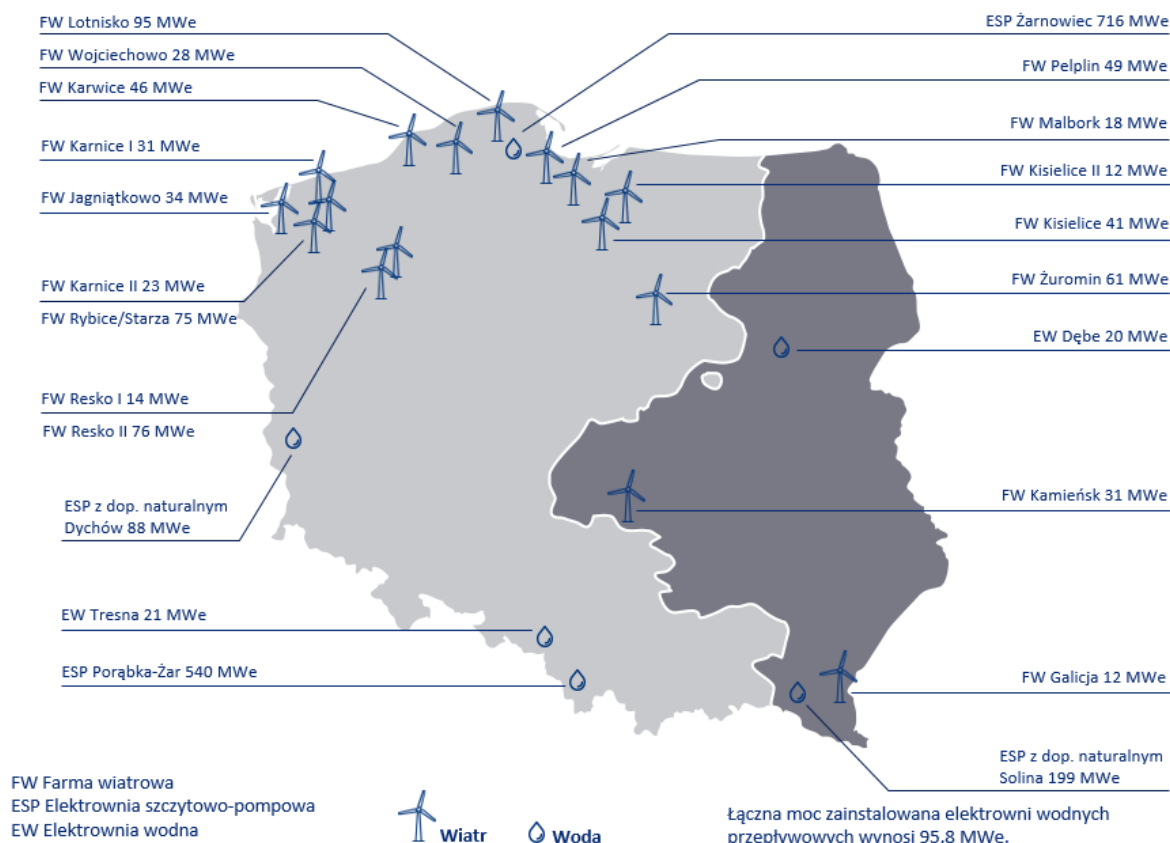 FW Lotnisko 95 MWe
FW Wojciechowo 28 MWe
FW Karwice 46 MWe
FW Karnice I 31 MWe
FW Jagniątkowo 34 MWe
FW Karnice II 23 MWe
FW Rybice/Starza 75 MWe
FW Resko I 14 MWe
FW Resko II 76 MWe
ESP z dop. naturalnym
Dychów 88 MWe
EW Tresna 21 MWe
ESP Porąbka-Żar 540 MWe
ESP Żarnowiec 716 MWe
FW Pelplin 49 MWe
FW Malbork 18 MWe
FW Kisielice II 12 MWe
FW Kisielice 41 MWe
FW Żuromin 61 MWe
EW Dębe 20 MWe
FW Kamieńsk 31 MWe
FW Galicja 12 MWe
ESP z dop. naturalnym
Solina 199 MWe
FW Farma wiatrowa
ESP Elektrownia szczytowo-pompowa
EW Elektrownia wodna
Wiatr
Woda
Łączna moc zainstalowana elektrowni wodnych
przepływowych wynosi 95,8 MWe.